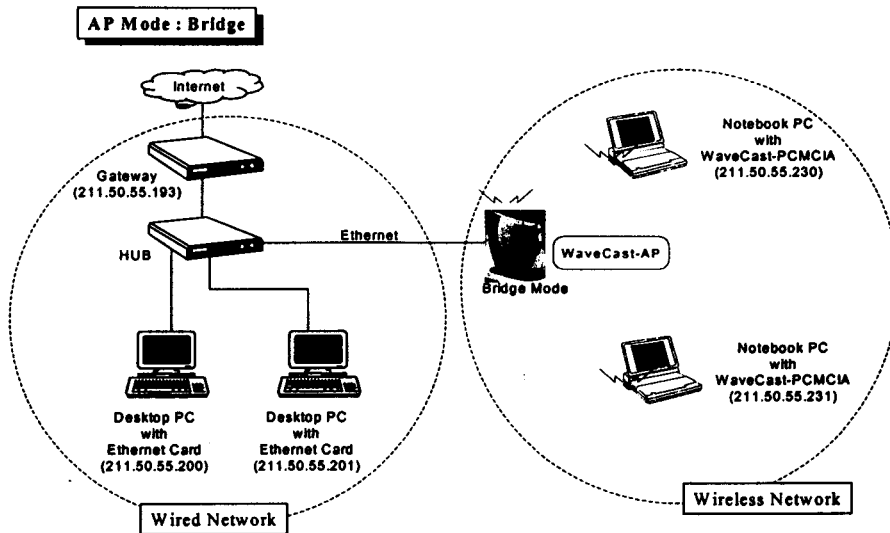 AP Mode : Bridge
Internet
Gateway
(211.50.55.193)
HUB
Ethernet
WaveCast-AP
Bridge Mode
Notebook PC
with
WaveCast-PCMCIA
(211.50.55.230)
Notebook PC
with
WaveCast-PCMCIA
(211.50.55.231)
Desktop PC
with
Ethernet Card
(211.50.55.200)
Desktop PC
with
Ethernet Card
(211.50.55.201)
Wired Network
Wireless Network